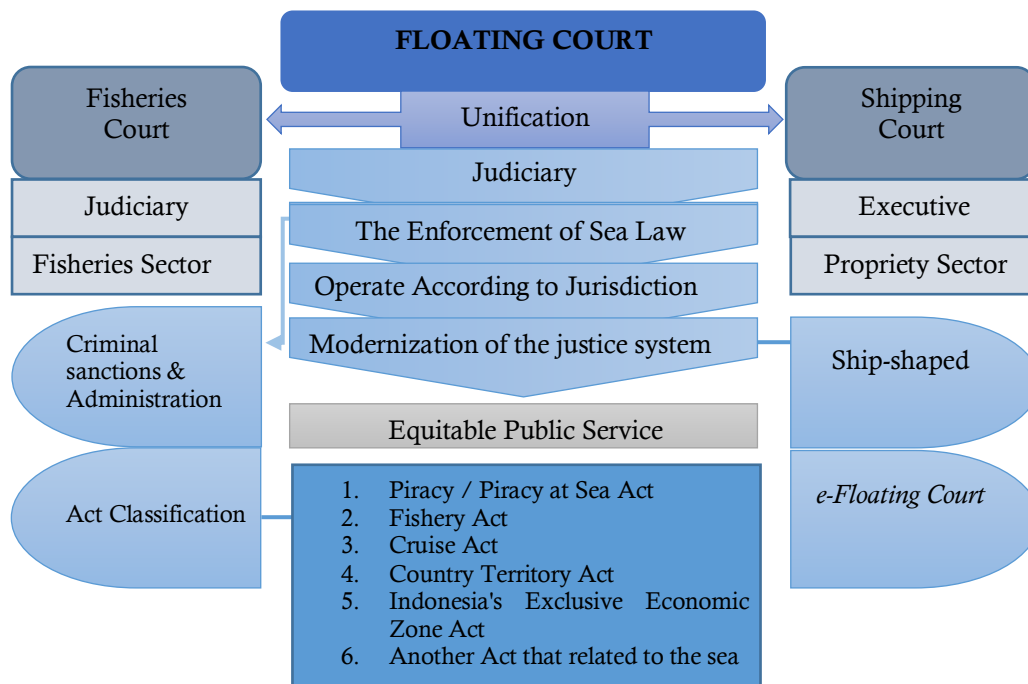 FLOATING COURT
Fisheries
Court
Unification
Shipping
Court
Judiciary
Judiciary
Executive
The Enforcement of Sea Law
Fisheries Sector
Propriety Sector
Operate According to Jurisdiction
Criminal
sanctions &
Administration
Modernization of the justice system
Ship-shaped
Equitable Public Service
Act Classification
e-Floating Court
1. Piracy / Piracy at Sea Act
2. Fishery Act
3. Cruise Act
4. Country Territory Act
5. Indonesia's Exclusive Economic
Zone Act
6. Another Act that related to the sea